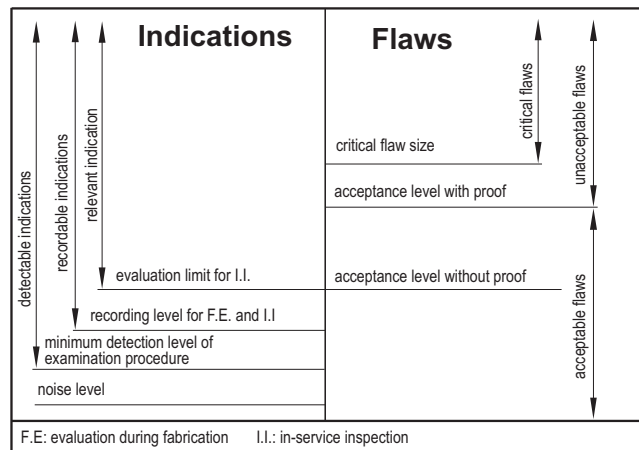 Indications
Flaws
detectable indications
recordable indications
relevant indication
critical flaws
unacceptable flaws
critical flaw size
acceptance level with proof
evaluation limit for I.I.
acceptance level without proof
recording level for F.E. and I.I
minimum detection level of
examination procedure
acceptable flaws
noise level
F.E: evaluation during fabrication I.I.: in-service inspection